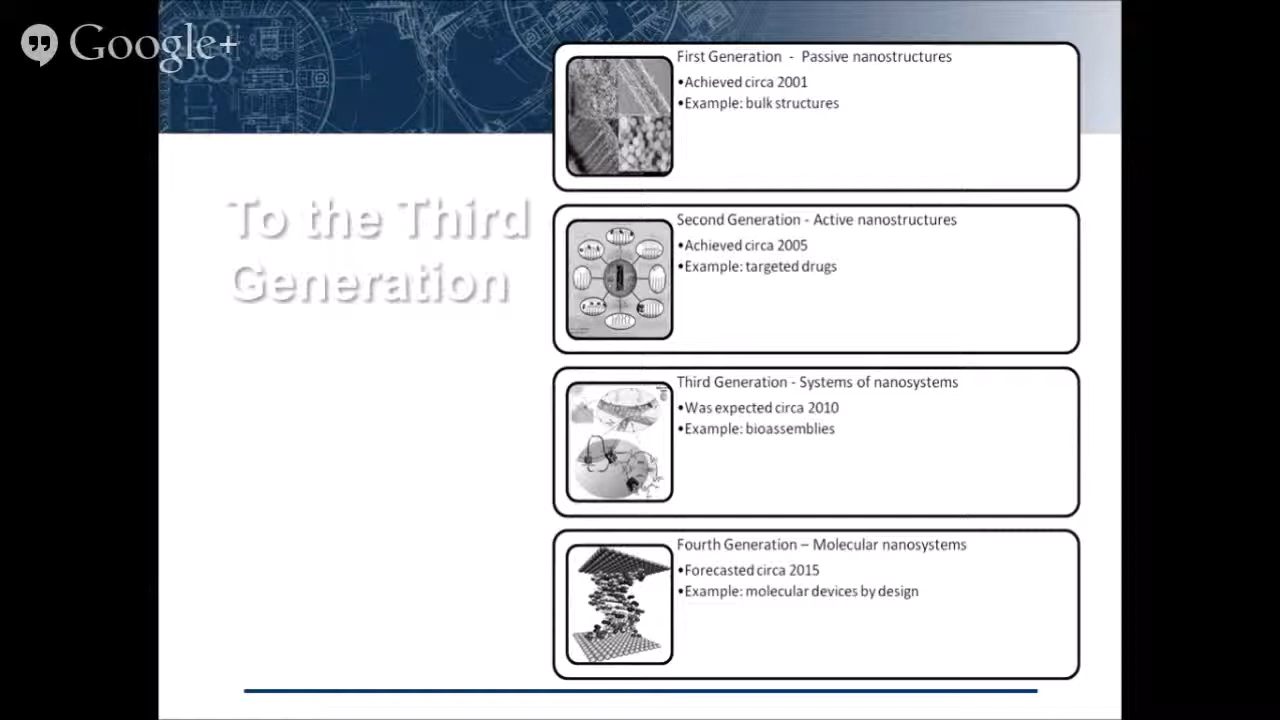 Google+
To the Third
Generation
First Generation - Passive nanostructures
•Achieved circa 2001
•Example: bulk structures
Second Generation - Active nanostructures
•Achieved circa 2005
•Example: targeted drugs
Third Generation - Systems of nanosystems
•Was expected circa 2010
•Example: bioassemblies
Fourth Generation – Molecular nanosystems
•Forecasted circa 2015
•Example: molecular devices by design